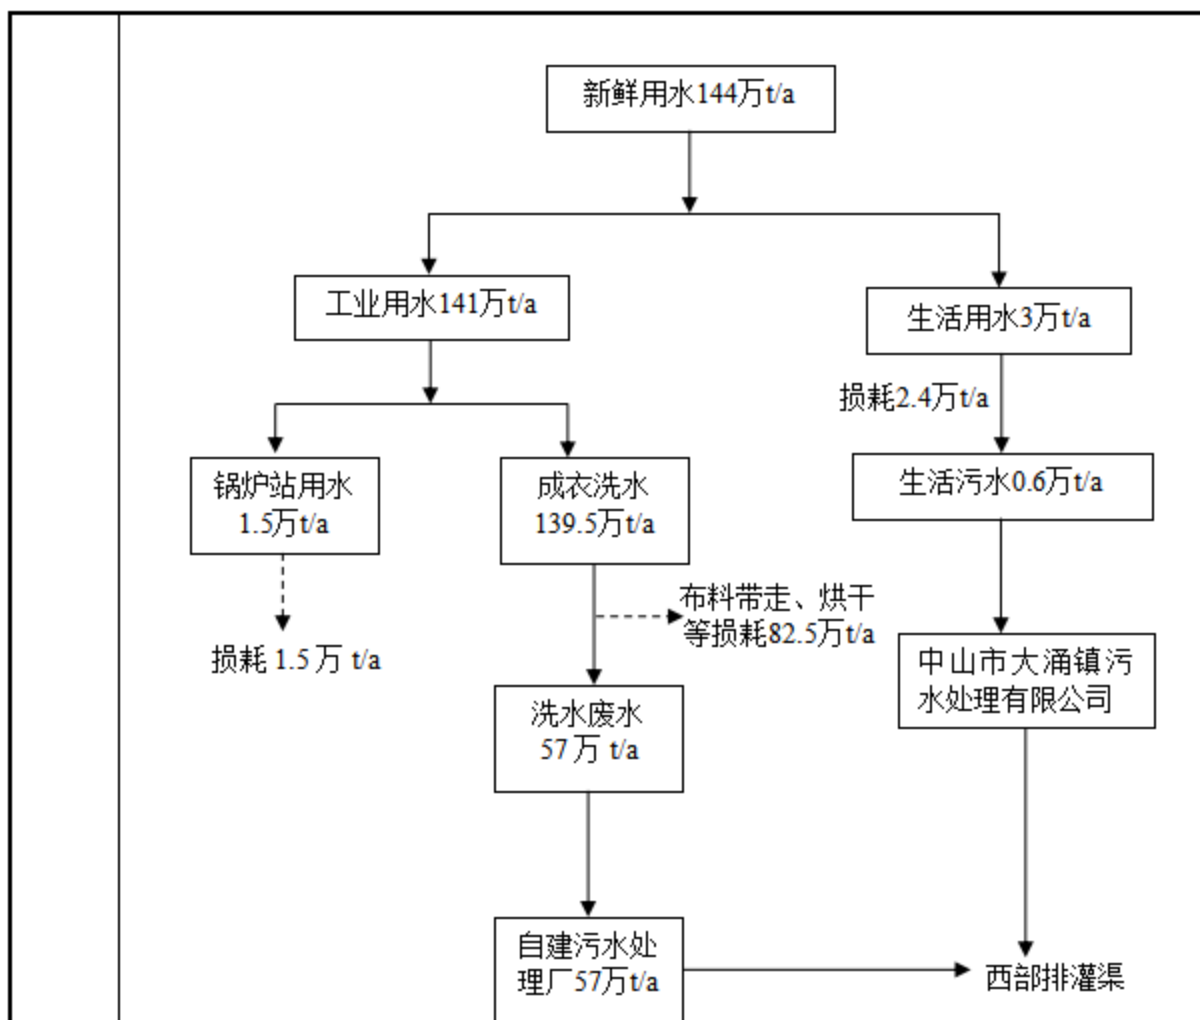 新鲜用水144万t/a
工业用水141万t/a
生活用水3万t/a
损耗2.4万t/a
锅炉站用水
1.5万t/a
成衣洗水
139.5万t/a
生活污水0.6万t/a
布料带走、烘干
等损耗82.5万t/a
损耗 1.5 万 t/a
中山市大涌镇污
水处理有限公司
洗水废水
57 万 t/a
自建污水处
理厂57万t/a
西部排灌渠